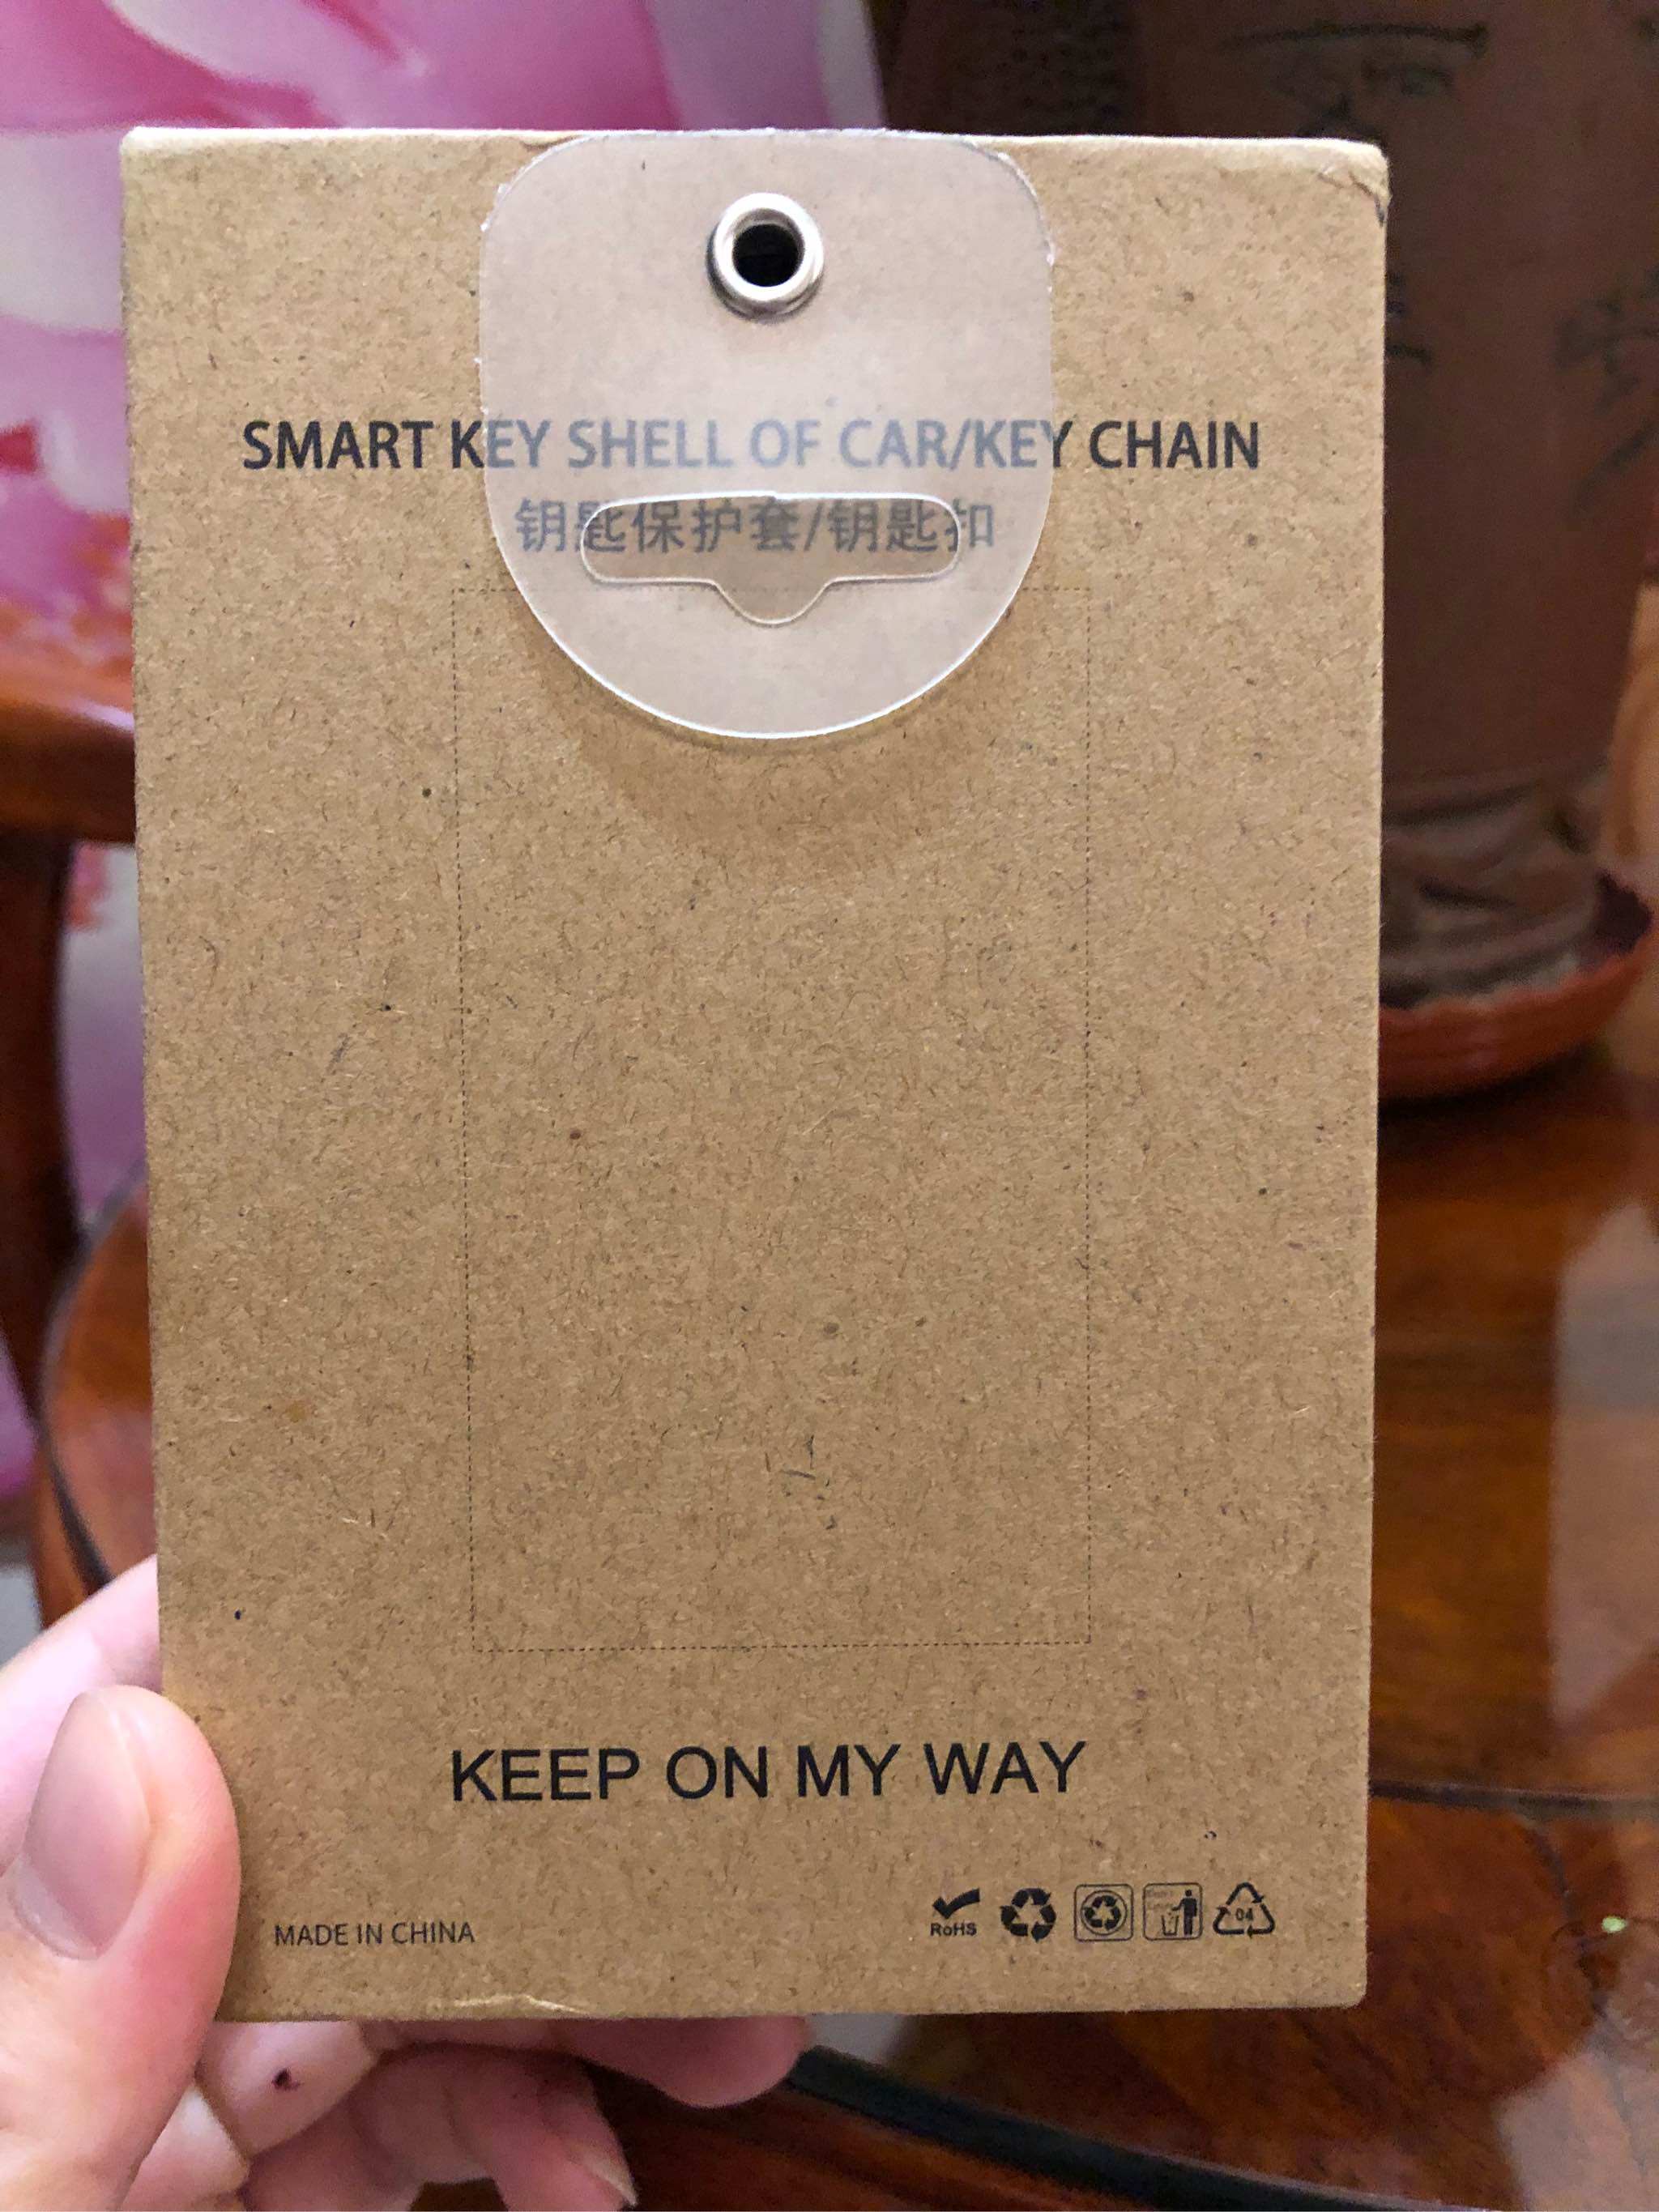 SMART KEY SHELL OF CAR/KEY CHAIN
钥匙保护套/钥匙扣
KEEP ON MY WAY
MADE IN CHINA
RoHS
04